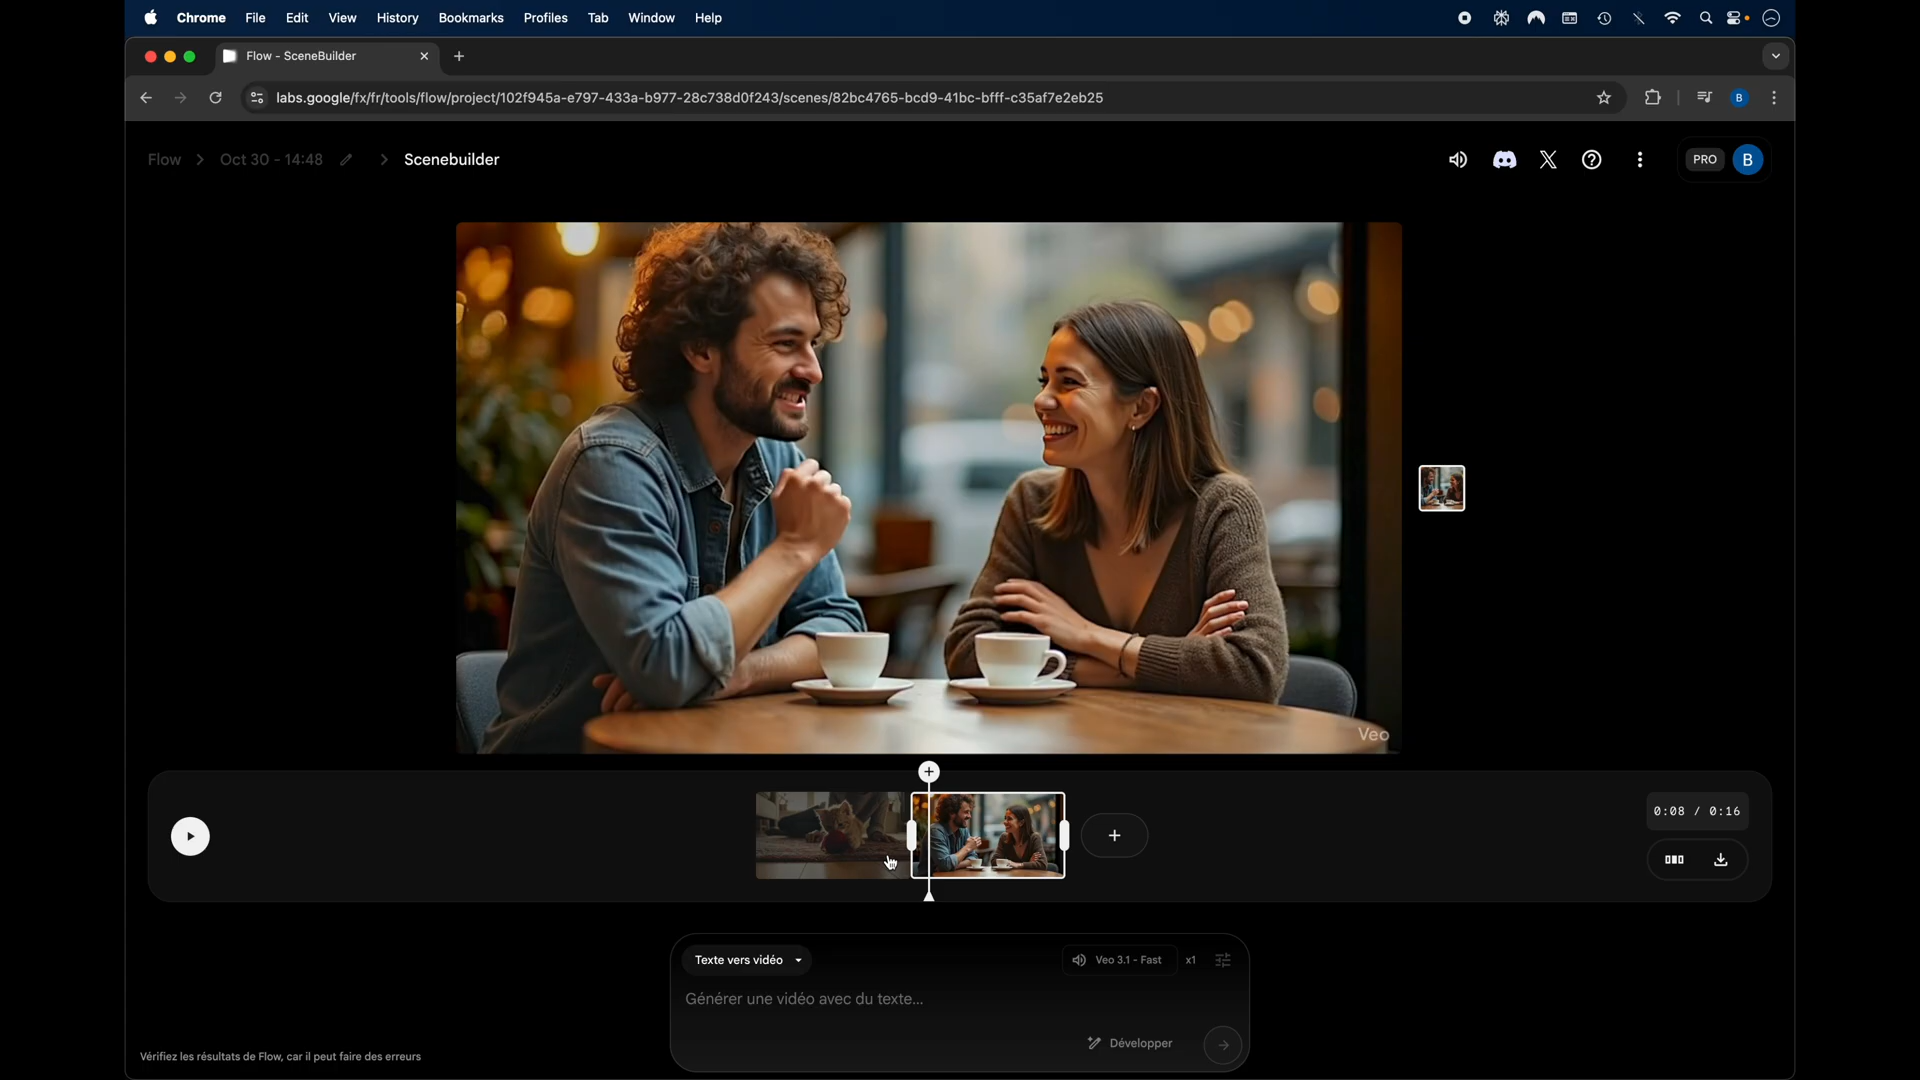 Chrome File Edit View History Bookmarks Profiles Tab Window Help
Flow - SceneBuilder
labs.google/fx/fr/tools/flow/project/102f945a-e797-433a-b977-28c738d0f243/scenes/82bc4765-bcd9-41bc-bfff-c35af7e2eb25
B
Flow > Oct 30 - 14:48 > Scenebuilder
PRO B
Veo
0:08 / 0:16
Texte vers vidéo
Veo 3.1 - Fast x1
Générer une vidéo avec du texte...
Développer
Vérifiez les résultats de Flow, car il peut faire des erreurs